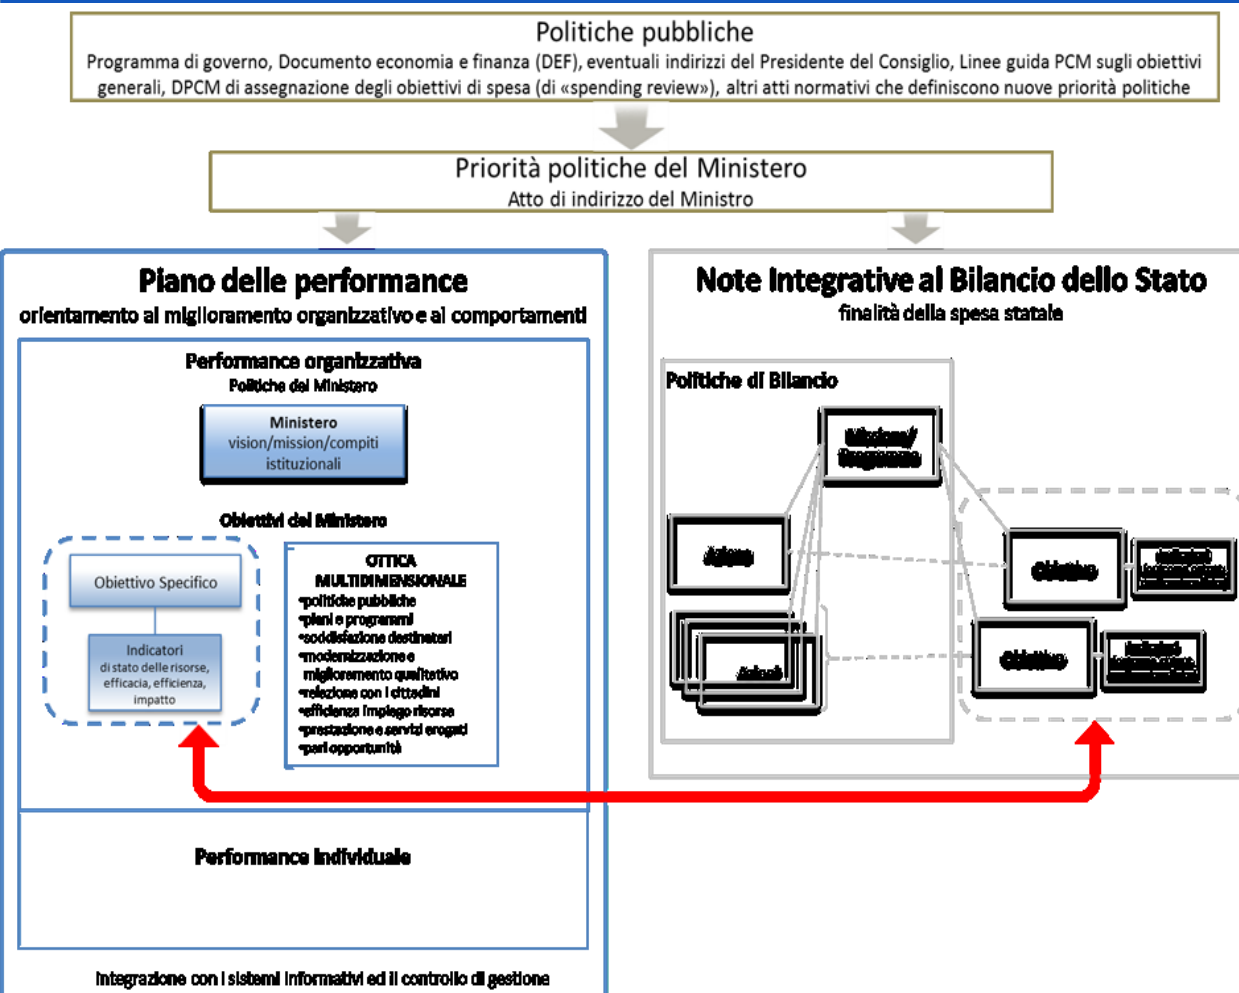 Politiche pubbliche
Programma di governo, Documento economia e finanza (DEF), eventuali indirizzi del Presidente del Consiglio, Linee guida PCM sugli obiettivi
generali, DPCM di assegnazione degli obiettivi di spesa (di «spending review»), altri atti normativi che definiscono nuove priorità politiche
Priorità politiche del Ministero
Atto di indirizzo del Ministro
Piano delle performance
orientamento al miglioramento organizzativo e ai comportamenti
Performance organizzativa
Politiche del Ministero
Ministero
vision/mission/compiti
istituzionali
Obiettivi del Ministero
Obiettivo Specifico
Indicatori
di stato delle risorse,
efficacia, efficienza,
impatto
OTTICA
MULTIDIMENSIONALE
•politiche pubbliche
•piani e programmi
•soddisfazione destinatari
•modernizzazione e
miglioramento qualitativo
•relazione con i cittadini
•efficienza impiego risorse
•prestazione e servizi erogati
•pari opportunità
Performance individuale
Integrazione con i sistemi informativi ed il controllo di gestione
Note Integrative al Bilancio dello Stato
finalità della spesa statale
Politiche di Bilancio
Missione/
Programma
Azione
Azioni
Obiettivo
Indicatori
Obiettivo
Indicatori